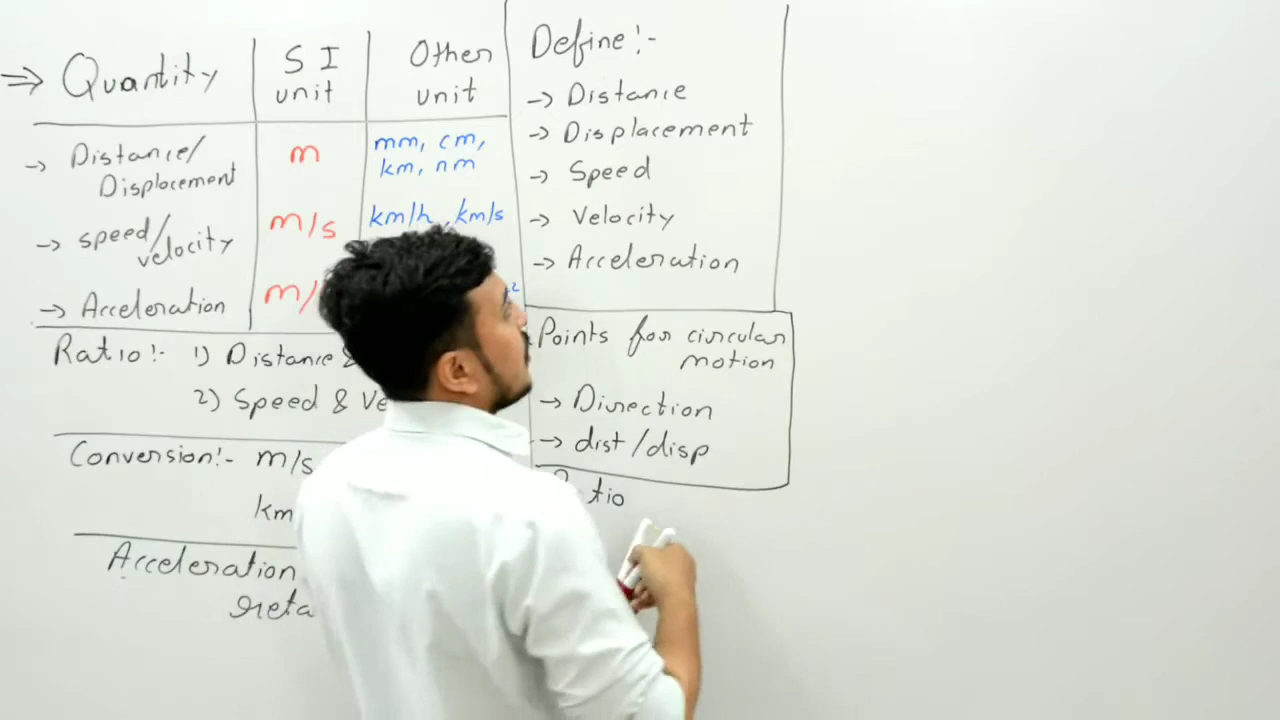 ⇒ Quantity
S I
unit
Other
unit
→ Distance/
Displacement
m
mm, cm,
km, nm
→ speed/
velocity
m/s
km/h, km/s
→ Acceleration
m/
Ratio:- 1) Distance &
2) Speed & Ve
Conversion:- m/s
km
Acceleration
reta
Define:-
→ Distance
→ Displacement
→ Speed
→ Velocity
→ Acceleration
Points for circular
motion
→ Direction
→ dist/disp
tio